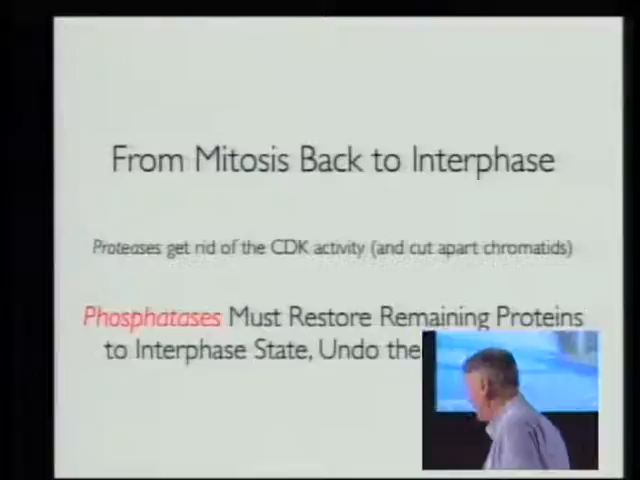 From Mitosis Back to Interphase
Proteases get rid of the CDK activity (and cut apart chromatids)
Phosphatases Must Restore Remaining Proteins
to Interphase State, Undo the